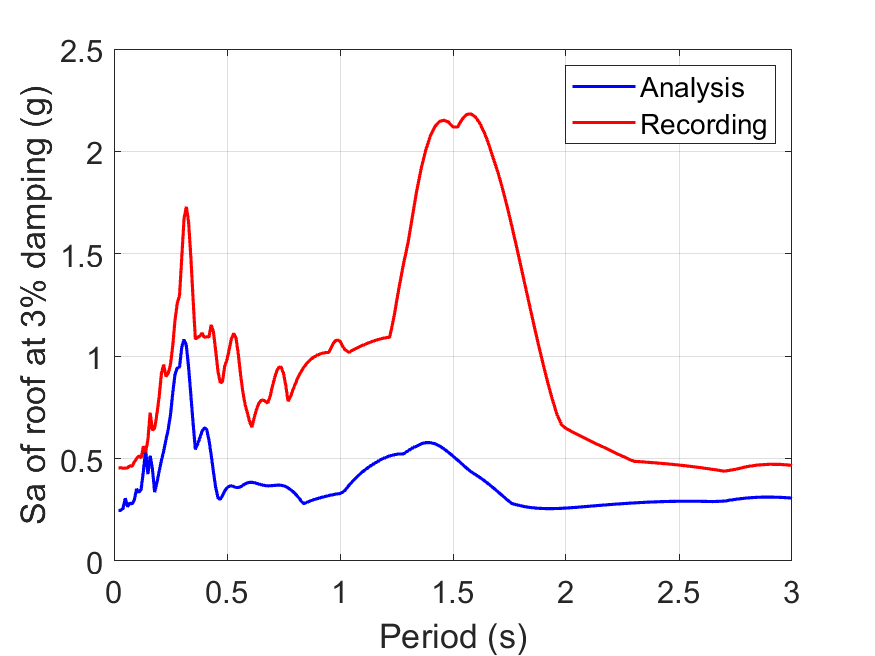 Sa of roof at 3% damping (g)
2.5
2
1.5
1
0.5
0
Analysis
Recording
0 0.5 1 1.5 2 2.5 3
Period (s)